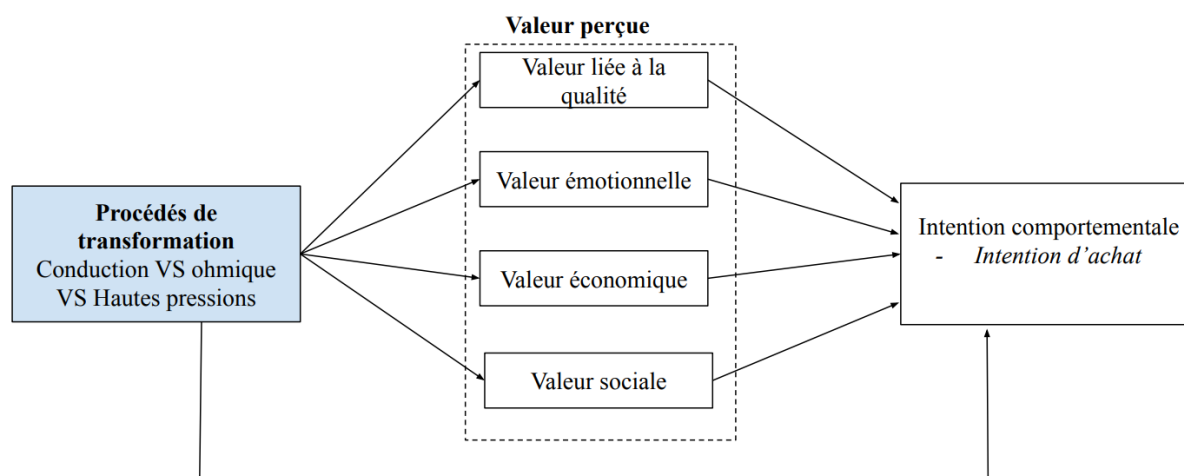 Valeur perçue
Valeur liée à la
qualité
Valeur émotionnelle
Procédés de
transformation
Conduction VS ohmique
VS Hautes pressions
Intention comportementale
- Intention d’achat
Valeur économique
Valeur sociale